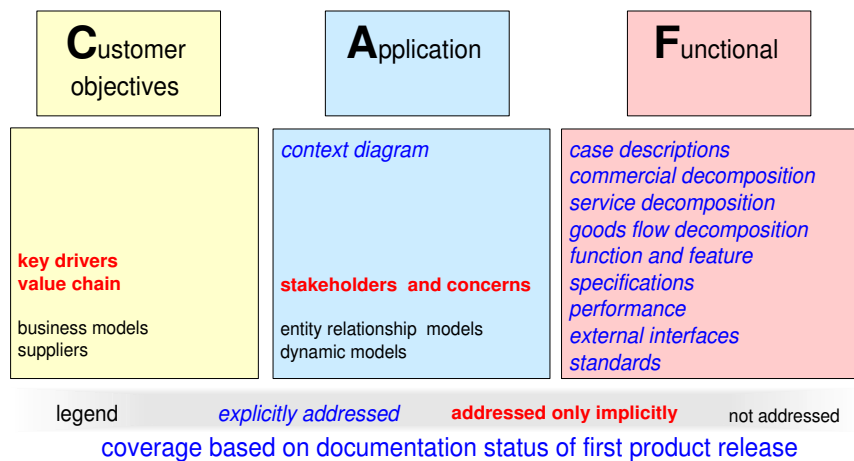 Customer
objectives
Application
Functional
key drivers
value chain
business models
suppliers
context diagram
stakeholders and concerns
entity relationship models
dynamic models
case descriptions
commercial decomposition
service decomposition
goods flow decomposition
function and feature
specifications
performance
external interfaces
standards
legend explicitly addressed addressed only implicitly not addressed
coverage based on documentation status of first product release